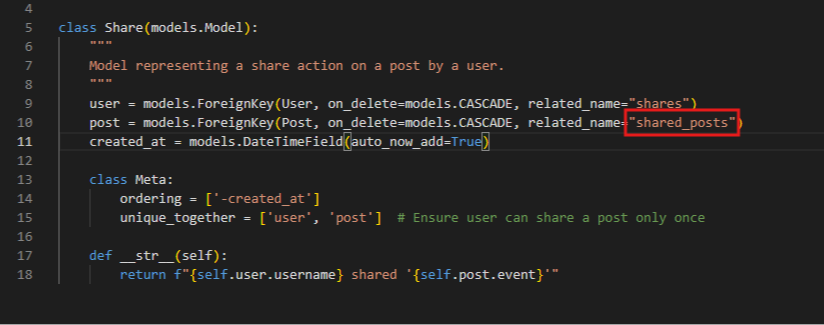 4
5 class Share(models.Model):
6 """
7 Model representing a share action on a post by a user.
8 """
9 user = models.ForeignKey(User, on_delete=models.CASCADE, related_name="shares")
10 post = models.ForeignKey(Post, on_delete=models.CASCADE, related_name="shared_posts")
11 created_at = models.DateTimeField(auto_now_add=True)
12
13 class Meta:
14 ordering = ['-created_at']
15 unique_together = ['user', 'post']  # Ensure user can share a post only once
16
17 def __str__(self):
18 return f"{self.user.username} shared '{self.post.event}'"